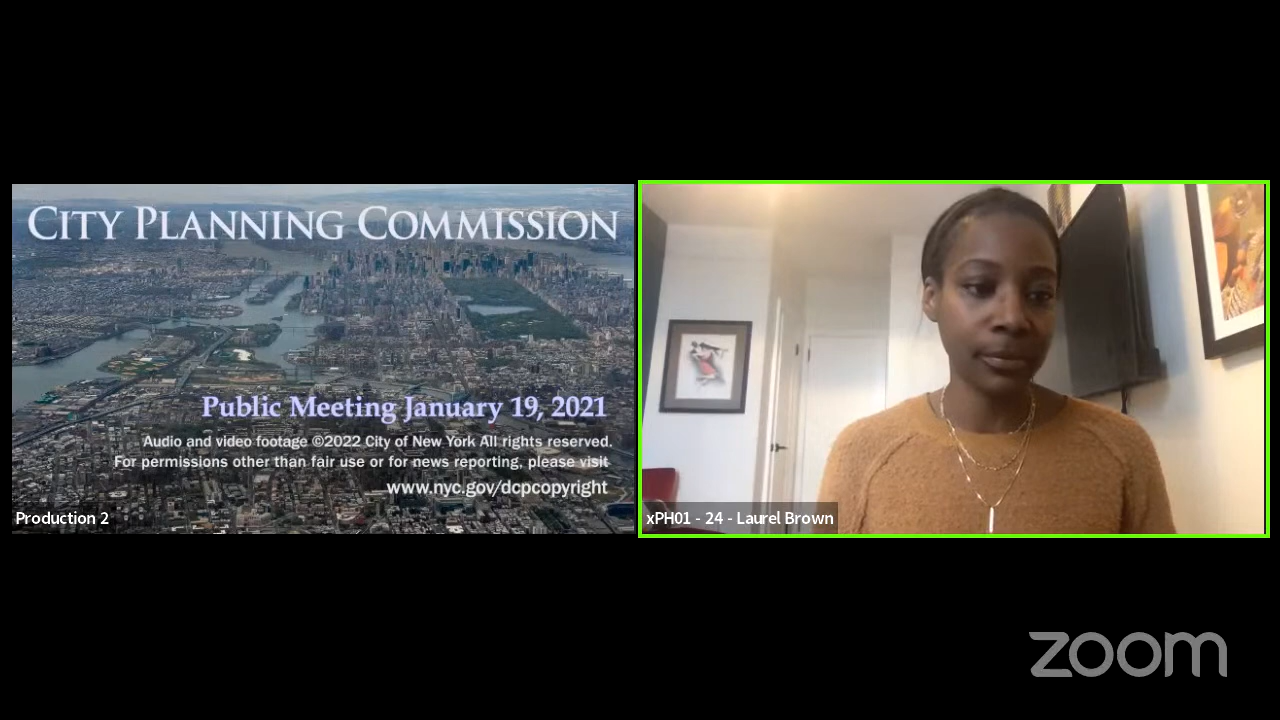 CITY PLANNING COMMISSION
Public Meeting January 19, 2021
Audio and video footage ©2022 City of New York All rights reserved.
For permissions other than fair use or for news reporting, please visit
www.nyc.gov/dcpcopyright
Production 2
xPH01 - 24 - Laurel Brown
zoom